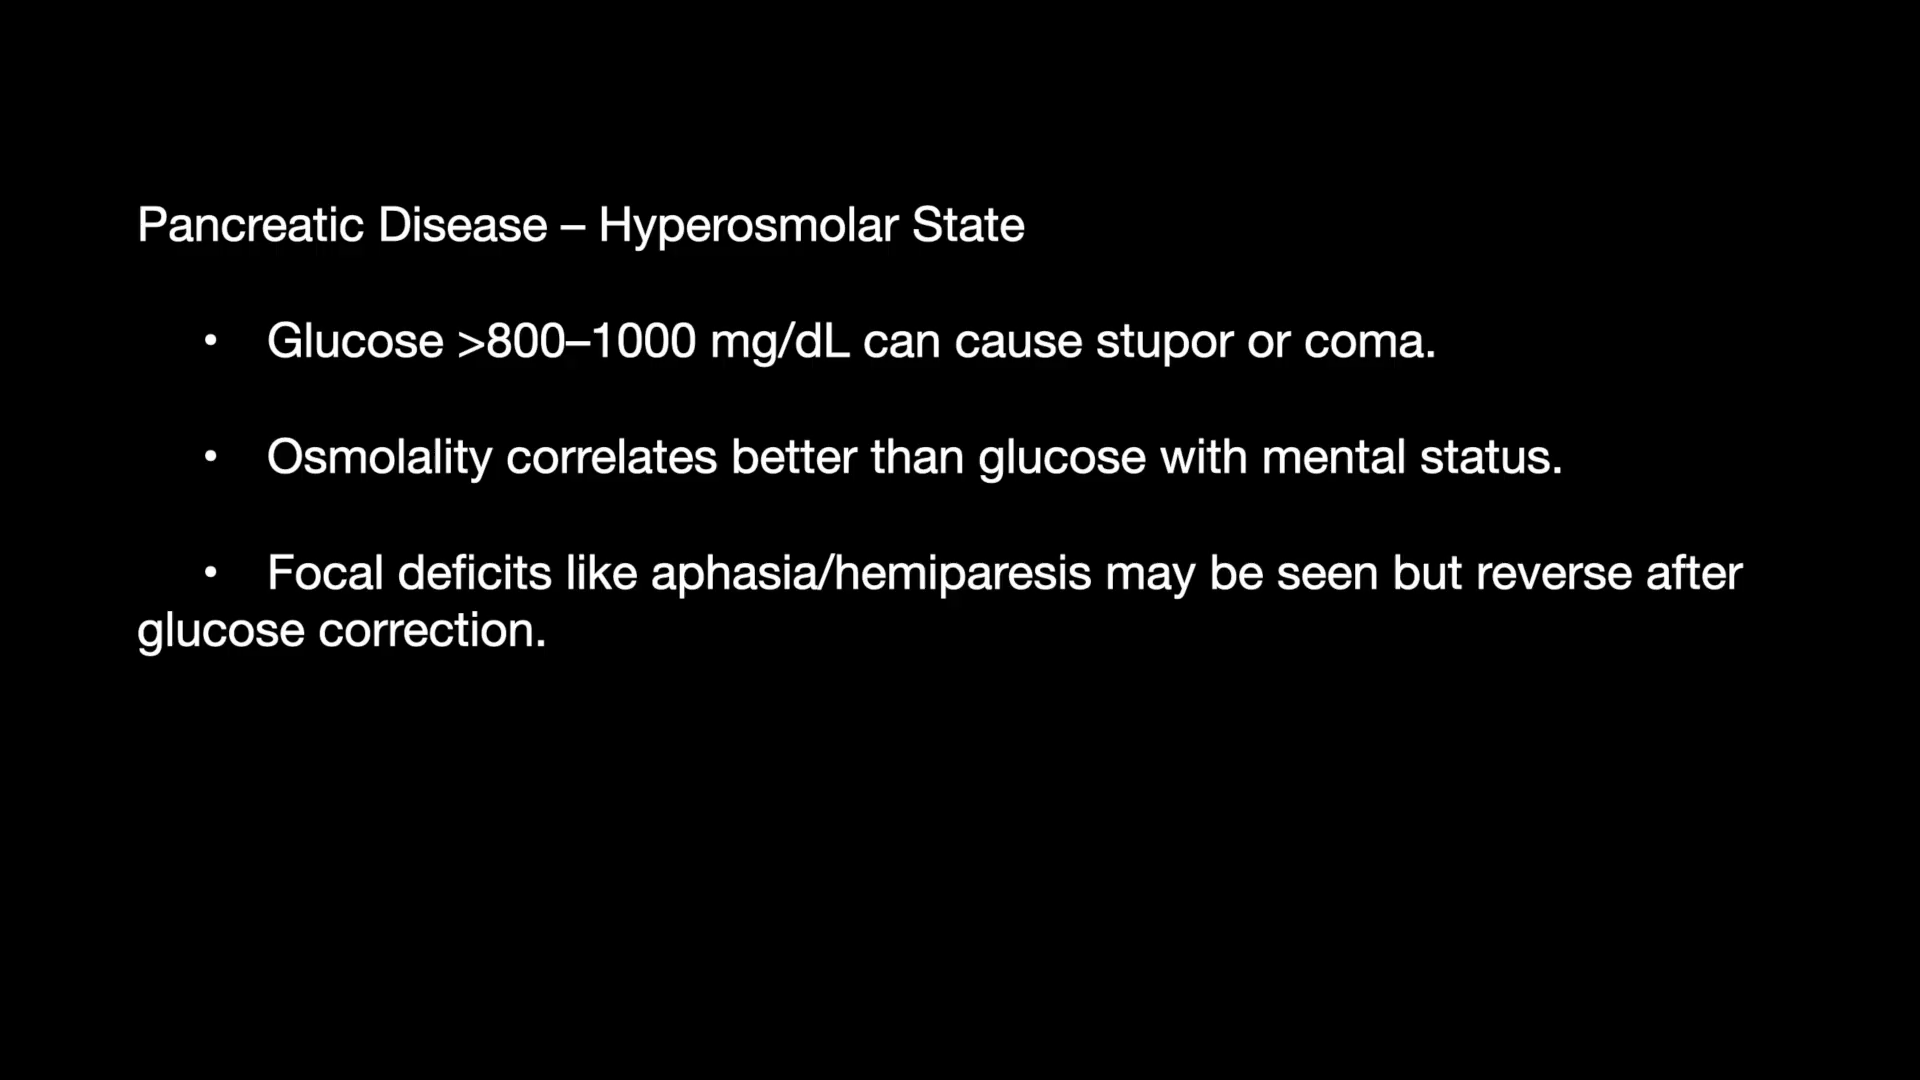 Pancreatic Disease – Hyperosmolar State
• Glucose >800–1000 mg/dL can cause stupor or coma.
• Osmolality correlates better than glucose with mental status.
• Focal deficits like aphasia/hemiparesis may be seen but reverse after
glucose correction.